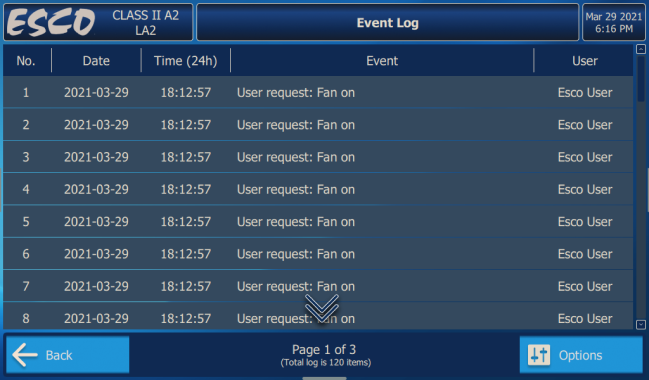 ESCO
CLASS II A2
LA2
Event Log
Mar 29 2021
6:16 PM
No. Date Time (24h) Event User
1 2021-03-29 18:12:57 User request: Fan on Esco User
2 2021-03-29 18:12:57 User request: Fan on Esco User
3 2021-03-29 18:12:57 User request: Fan on Esco User
4 2021-03-29 18:12:57 User request: Fan on Esco User
5 2021-03-29 18:12:57 User request: Fan on Esco User
6 2021-03-29 18:12:57 User request: Fan on Esco User
7 2021-03-29 18:12:57 User request: Fan on Esco User
8 2021-03-29 18:12:57 User request: Fan on Esco User
Back
Page 1 of 3
(Total log is 120 items)
Options